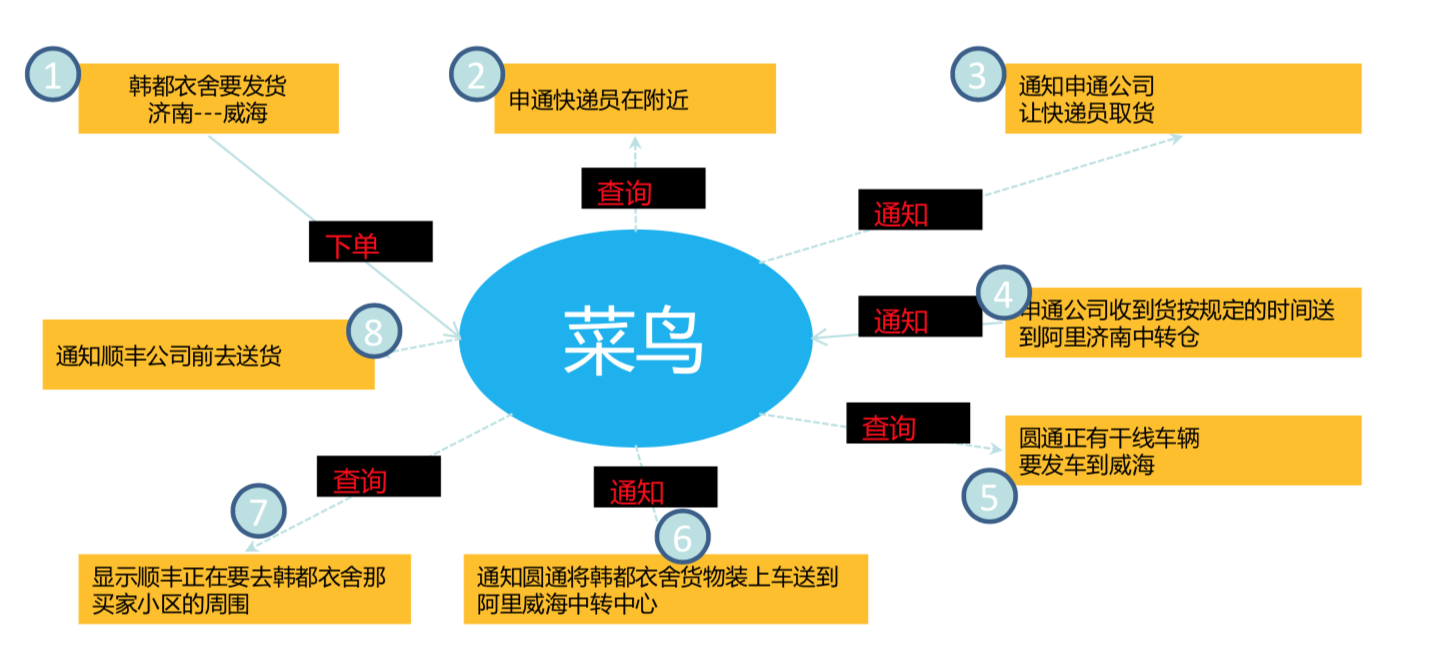 1
韩都衣舍要发货
济南---威海
2
申通快递员在附近
3
通知申通公司
让快递员取货
查询
通知
下单
4
申通公司收到货按规定的时间送
到阿里济南中转仓
通知
8
通知顺丰公司前去送货
菜鸟
查询
圆通正有干线车辆
要发车到威海
5
查询
通知
7
6
显示顺丰正在要去韩都衣舍那
买家小区的周围
通知圆通将韩都衣舍货物装上车送到
阿里威海中转中心